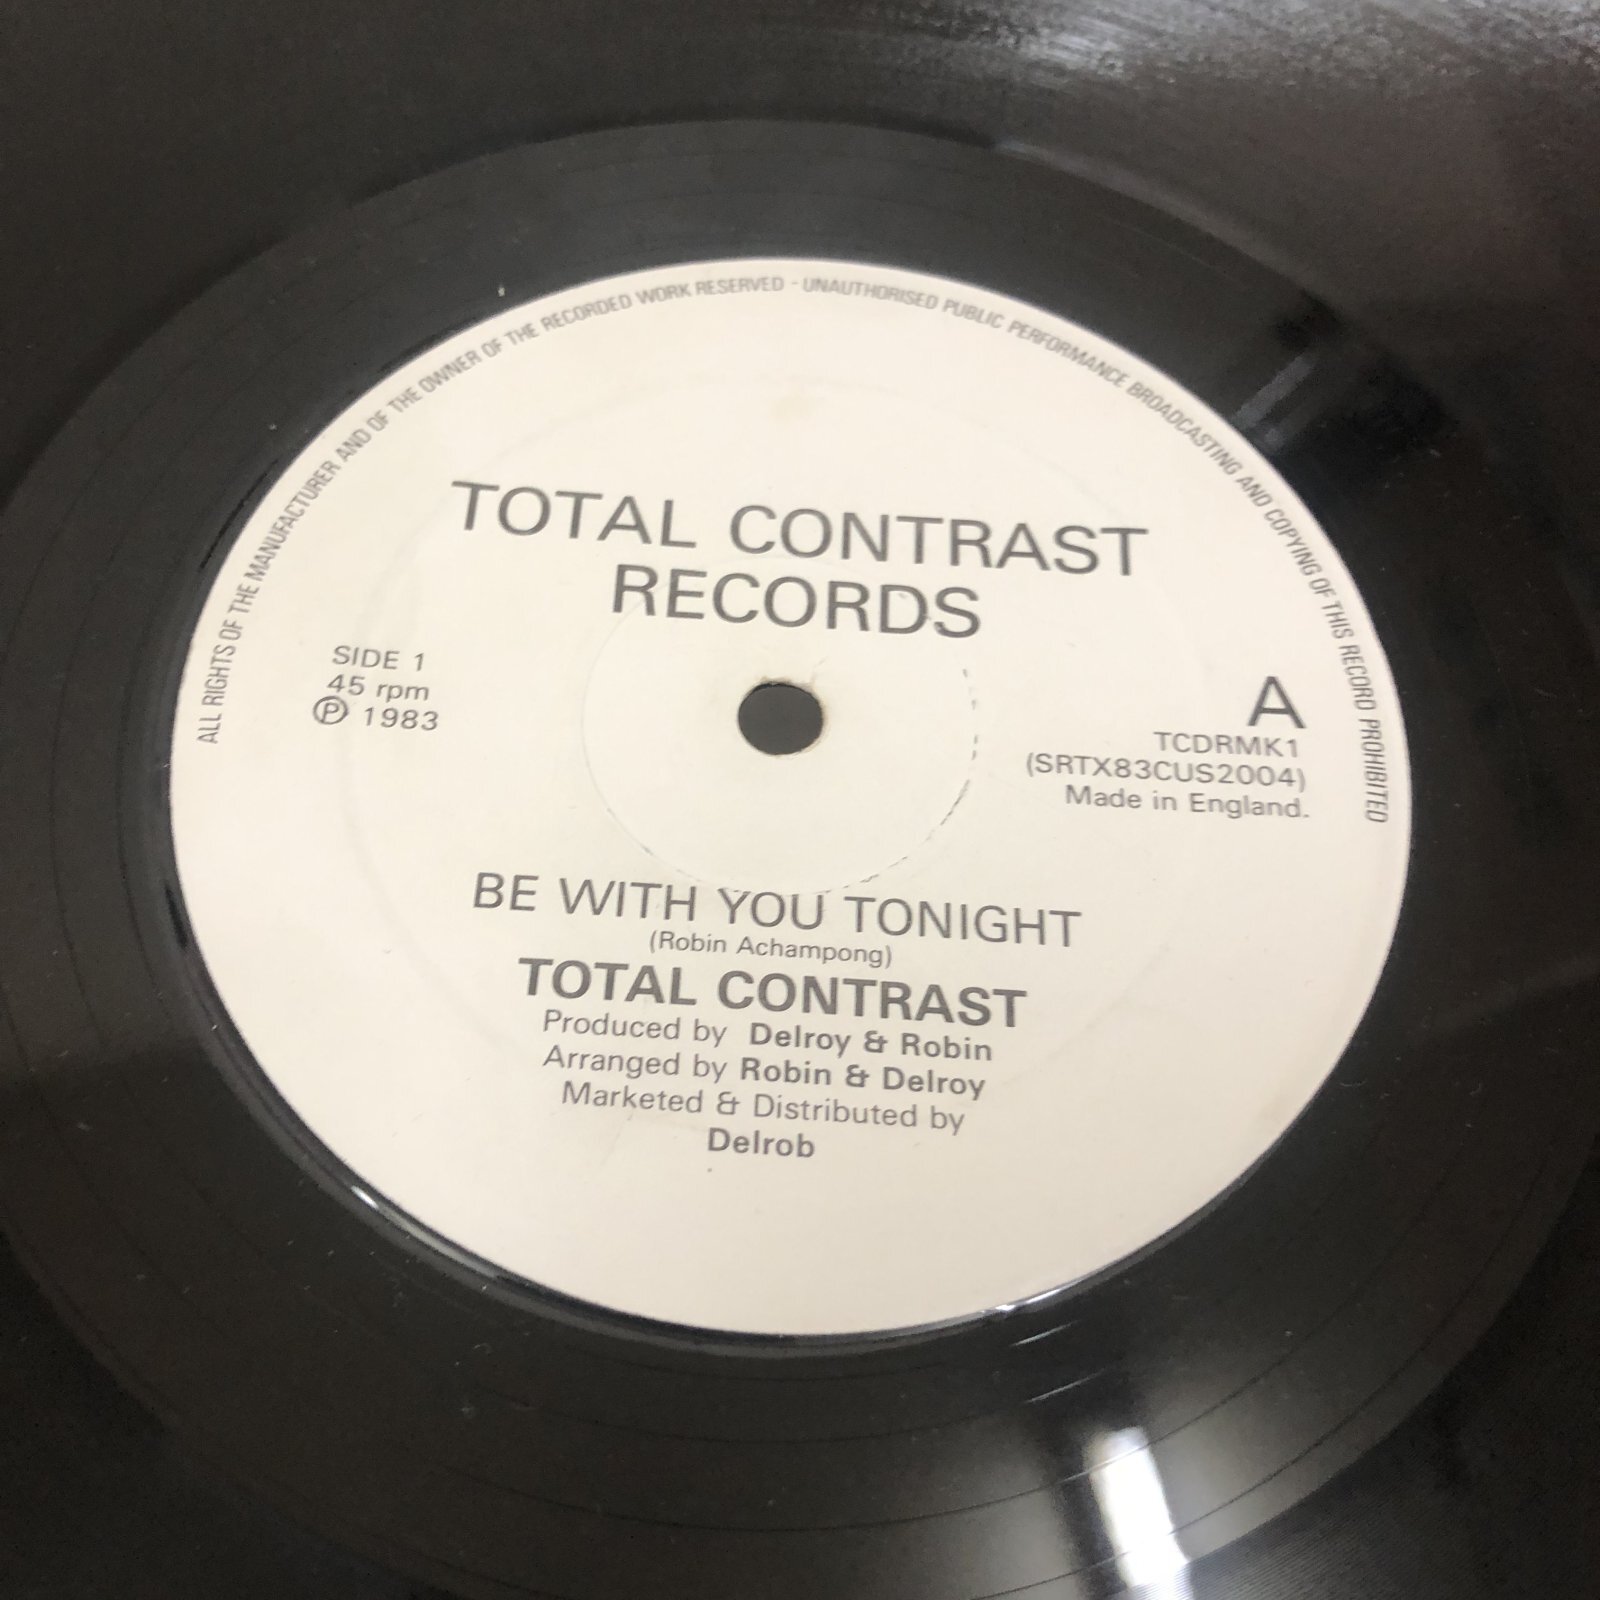 ALL RIGHTS OF THE MANUFACTURER AND OF THE OWNER OF THE RECORDED WORK RESERVED - UNAUTHORISED PUBLIC PERFORMANCE BROADCASTING AND COPYING OF THIS RECORD PROHIBITED
TOTAL CONTRAST
RECORDS
SIDE 1
45 rpm
Ⓟ 1983
A
TCDRMK1
(SRTX83CUS2004)
Made in England.
BE WITH YOU TONIGHT
(Robin Achampong)
TOTAL CONTRAST
Produced by Delroy & Robin
Arranged by Robin & Delroy
Marketed & Distributed by
Delrob